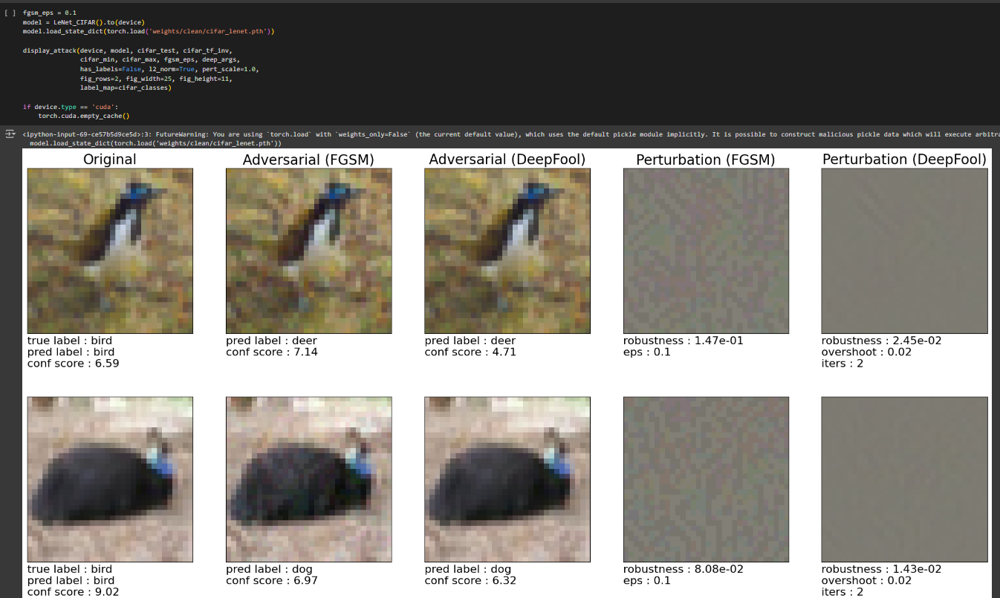 [ ] fgsm_eps = 0.1
model = LeNet_CIFAR().to(device)
model.load_state_dict(torch.load('weights/clean/cifar_lenet.pth'))
display_attack(device, model, cifar_test, cifar_tf_inv,
cifar_min, cifar_max, fgsm_eps, deep_args,
has_labels=False, l2_norm=True, pert_scale=1.0,
fig_rows=2, fig_width=25, fig_height=11,
label_map=cifar_classes)
if device.type == 'cuda':
torch.cuda.empty_cache()
<ipython-input-69-ce57b5d9ce5d>:3: FutureWarning: You are using `torch.load` with `weights_only=False` (the current default value), which uses the default pickle module implicitly. It is possible to construct malicious pickle data which will execute arbitra
model.load_state_dict(torch.load('weights/clean/cifar_lenet.pth'))
Original Adversarial (FGSM) Adversarial (DeepFool) Perturbation (FGSM) Perturbation (DeepFool)
true label : bird pred label : deer pred label : deer robustness : 1.47e-01 robustness : 2.45e-02
pred label : bird conf score : 7.14 conf score : 4.71 eps : 0.1 overshoot : 0.02
conf score : 6.59 iters : 2
true label : bird pred label : dog pred label : dog robustness : 8.08e-02 robustness : 1.43e-02
pred label : bird conf score : 6.97 conf score : 6.32 eps : 0.1 overshoot : 0.02
conf score : 9.02 iters : 2